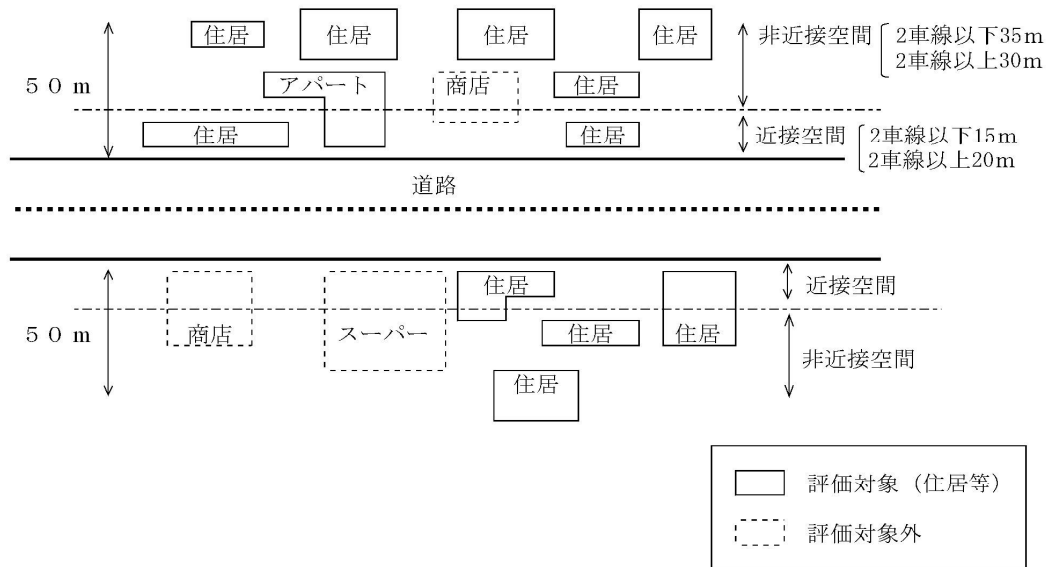 住居 住居 住居 住居
非近接空間 2車線以下35m
2車線以上30m
50m
アパート 商店 住居
住居 住居
近接空間 2車線以下15m
2車線以上20m
道路
住居
近接空間
50m
商店 スーパー 住居 住居
非近接空間
住居
評価対象（住居等）
評価対象外